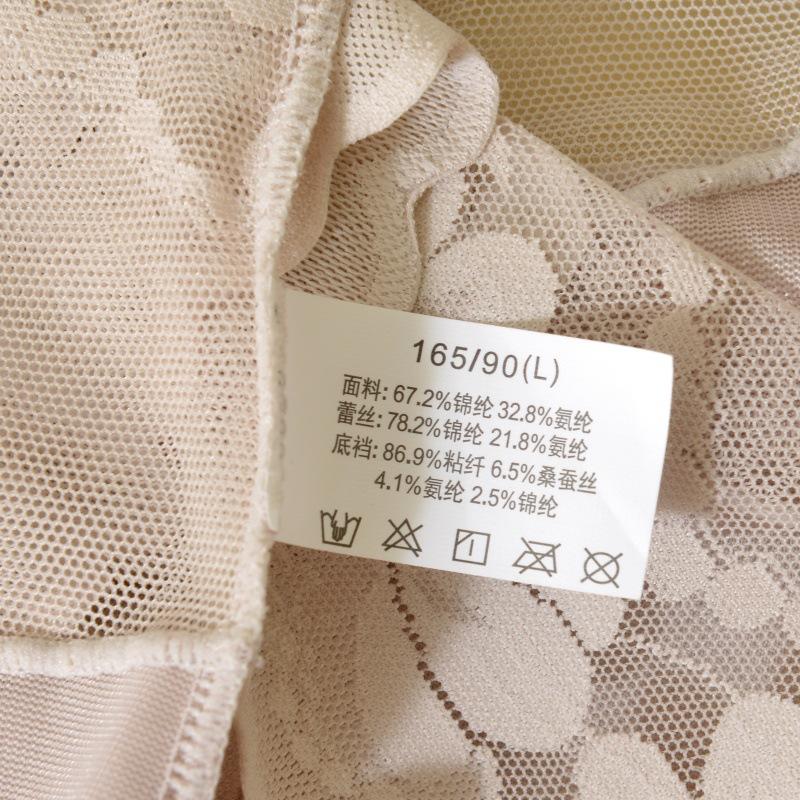 165/90(L)
面料: 67.2%锦纶 32.8%氨纶
蕾丝: 78.2%锦纶 21.8%氨纶
底裆: 86.9%粘纤 6.5%桑蚕丝
4.1%氨纶 2.5%锦纶